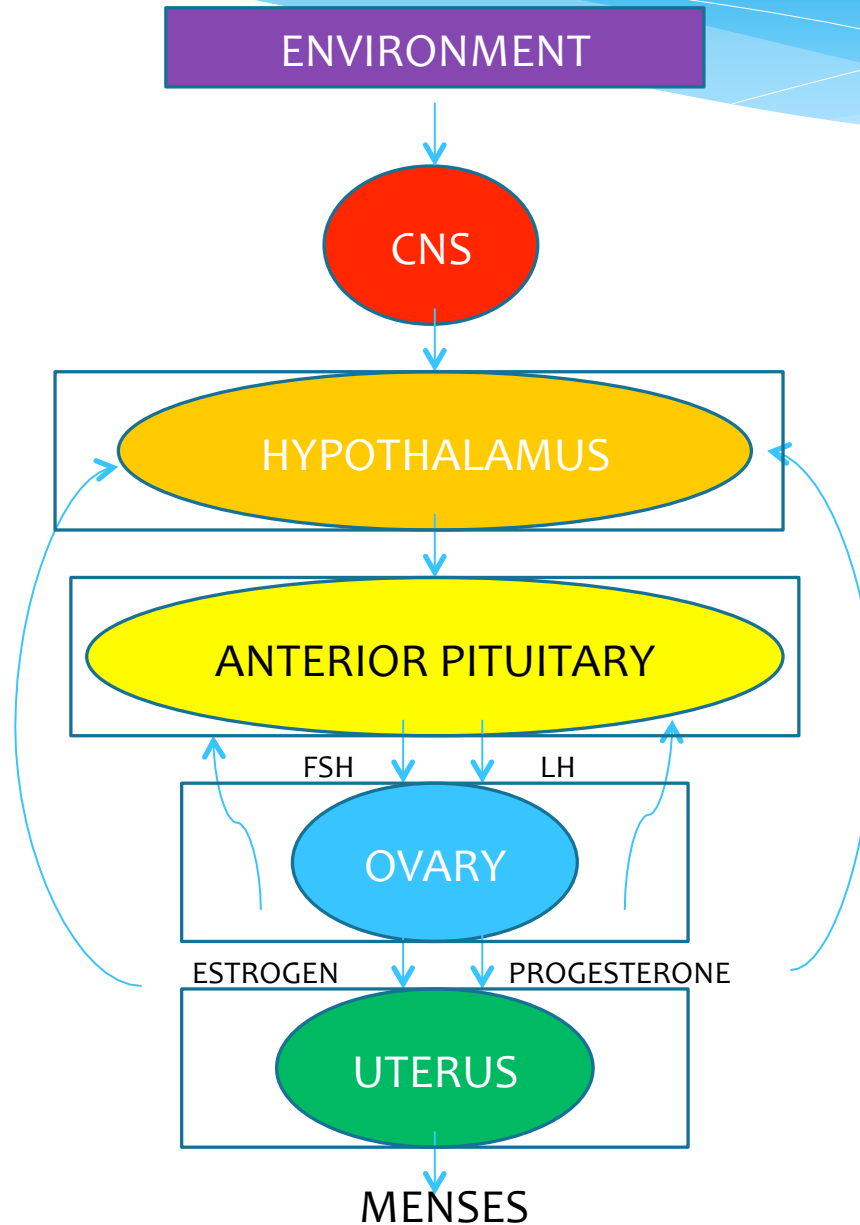 ENVIRONMENT
CNS
HYPOTHALAMUS
ANTERIOR PITUITARY
FSH LH
OVARY
ESTROGEN PROGESTERONE
UTERUS
MENSES